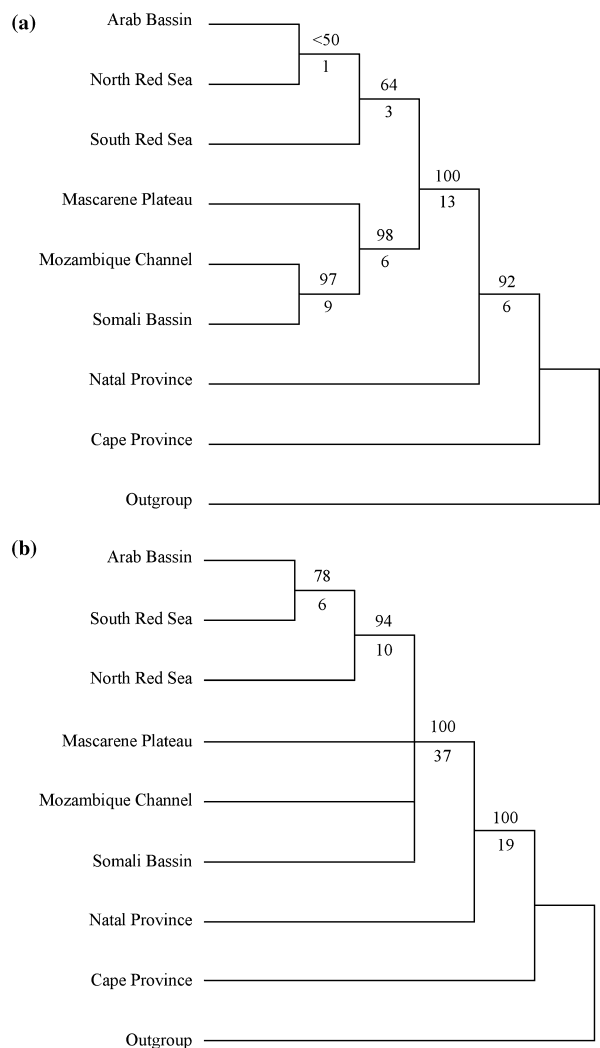 (a)
Arab Bassin
<50
1
North Red Sea
64
3
South Red Sea
Mascarene Plateau
100
13
98
6
Mozambique Channel
97
9
92
6
Somali Bassin
Natal Province
Cape Province
Outgroup
(b)
Arab Bassin
78
6
South Red Sea
94
10
North Red Sea
Mascarene Plateau
100
37
Mozambique Channel
100
19
Somali Bassin
Natal Province
Cape Province
Outgroup